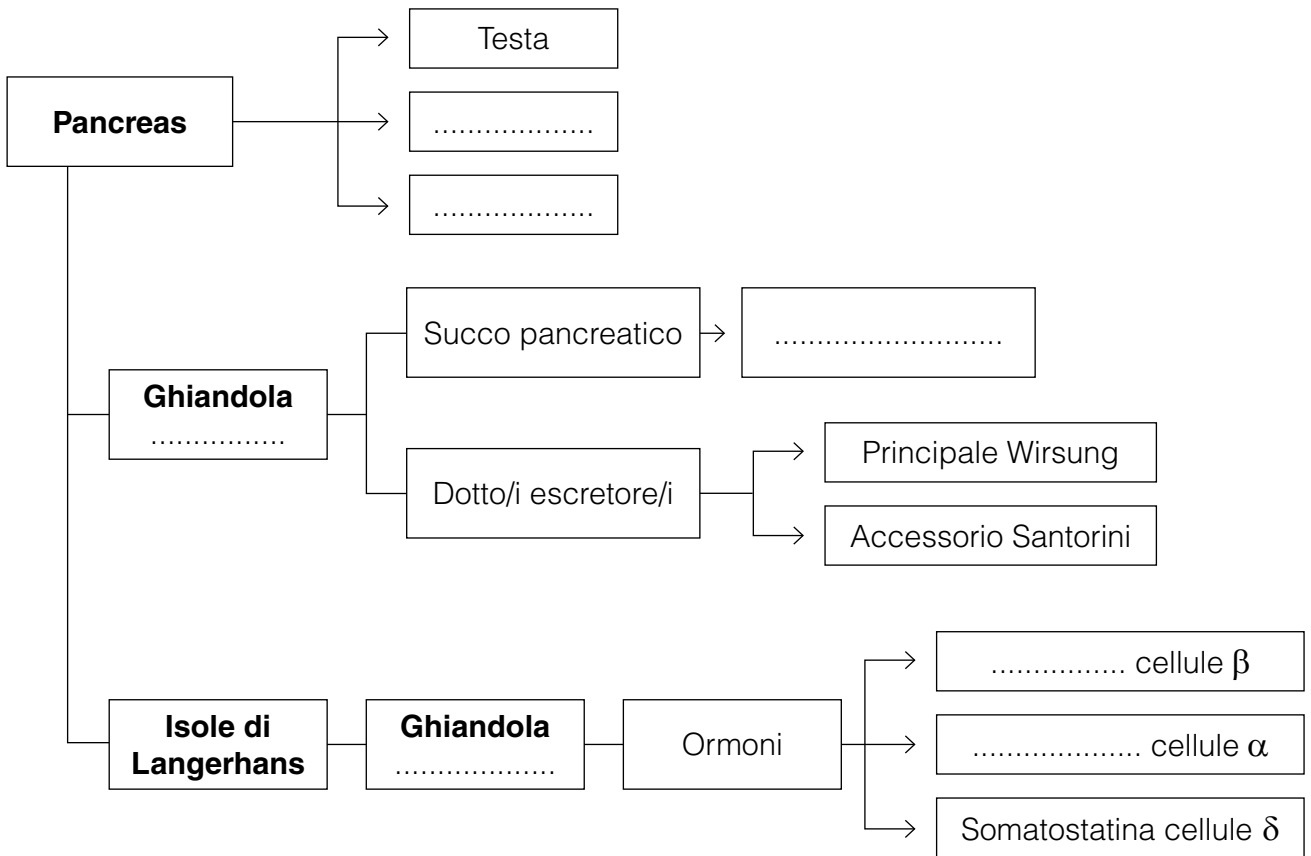 Testa
Pancreas
...................
...................
Succo pancreatico
...........................
Ghiandola
................
Principale Wirsung
Dotto/i escretore/i
Accessorio Santorini
................ cellule β
Isole di
Langerhans
Ghiandola
...................
Ormoni
.................... cellule α
Somatostatina cellule δ